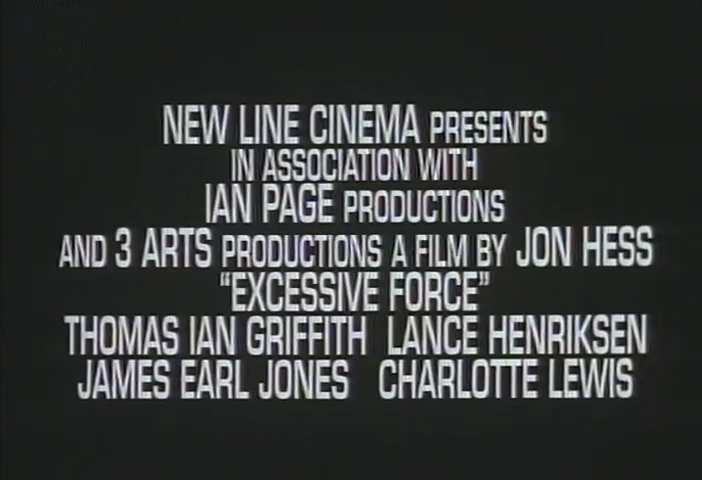 NEW LINE CINEMA PRESENTS
IN ASSOCIATION WITH
IAN PAGE PRODUCTIONS
AND 3 ARTS PRODUCTIONS A FILM BY JON HESS
"EXCESSIVE FORCE"
THOMAS IAN GRIFFITH LANCE HENRIKSEN
JAMES EARL JONES CHARLOTTE LEWIS